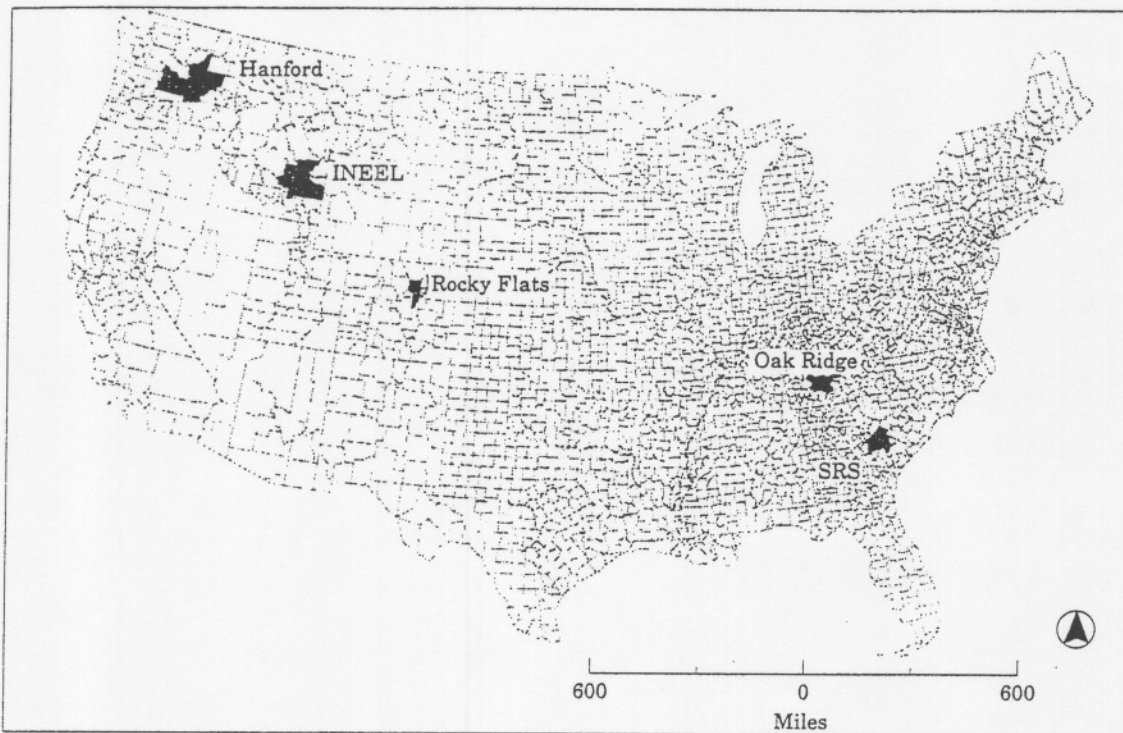 Hanford
INEEL
Rocky Flats
Oak Ridge
SRS
600 0 600
Miles